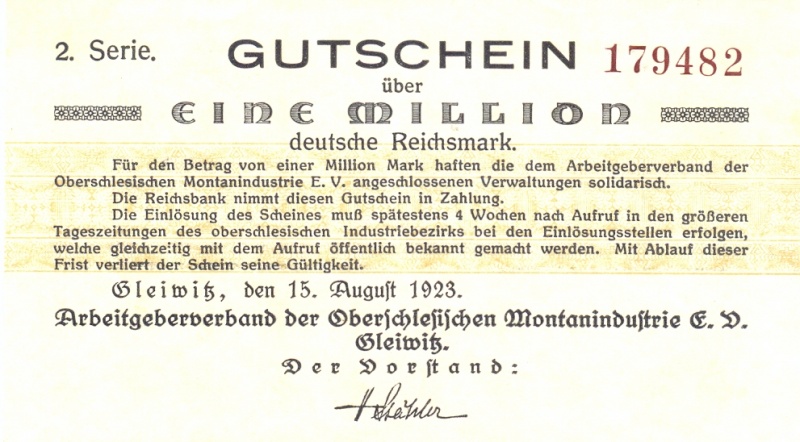 2. Serie. GUTSCHEIN 179482
über
EINE MILLION
deutsche Reichsmark.
Für den Betrag von einer Million Mark haften die dem Arbeitgeberverband der
Oberschlesischen Montanindustrie E. V. angeschlossenen Verwaltungen solidarisch.
Die Reichsbank nimmt diesen Gutschein in Zahlung.
Die Einlösung des Scheines muß spätestens 4 Wochen nach Aufruf in den größeren
Tageszeitungen des oberschlesischen Industriebezirks bei den Einlösungsstellen erfolgen,
welche gleichzeitig mit dem Aufruf öffentlich bekannt gemacht werden. Mit Ablauf dieser
Frist verliert der Schein seine Gültigkeit.
Gleiwitz, den 15. August 1923.
Arbeitgeberverband der Oberschlesischen Montanindustrie E. V.
Gleiwitz.
Der Vorstand: